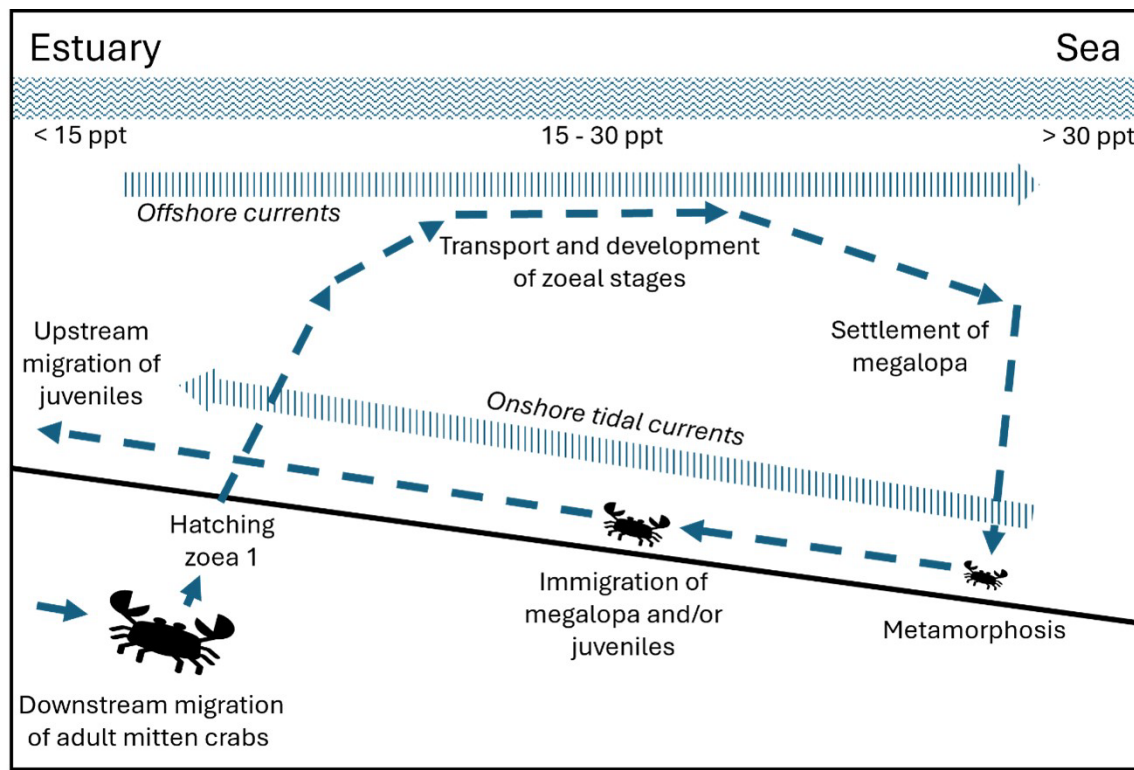 Estuary
Sea
< 15 ppt
15 - 30 ppt
> 30 ppt
Offshore currents
Transport and development
of zoeal stages
Upstream
migration of
juveniles
Settlement of
megalopa
Onshore tidal currents
Hatching
zoea 1
Immigration of
megalopa and/or
juveniles
Metamorphosis
Downstream migration
of adult mitten crabs